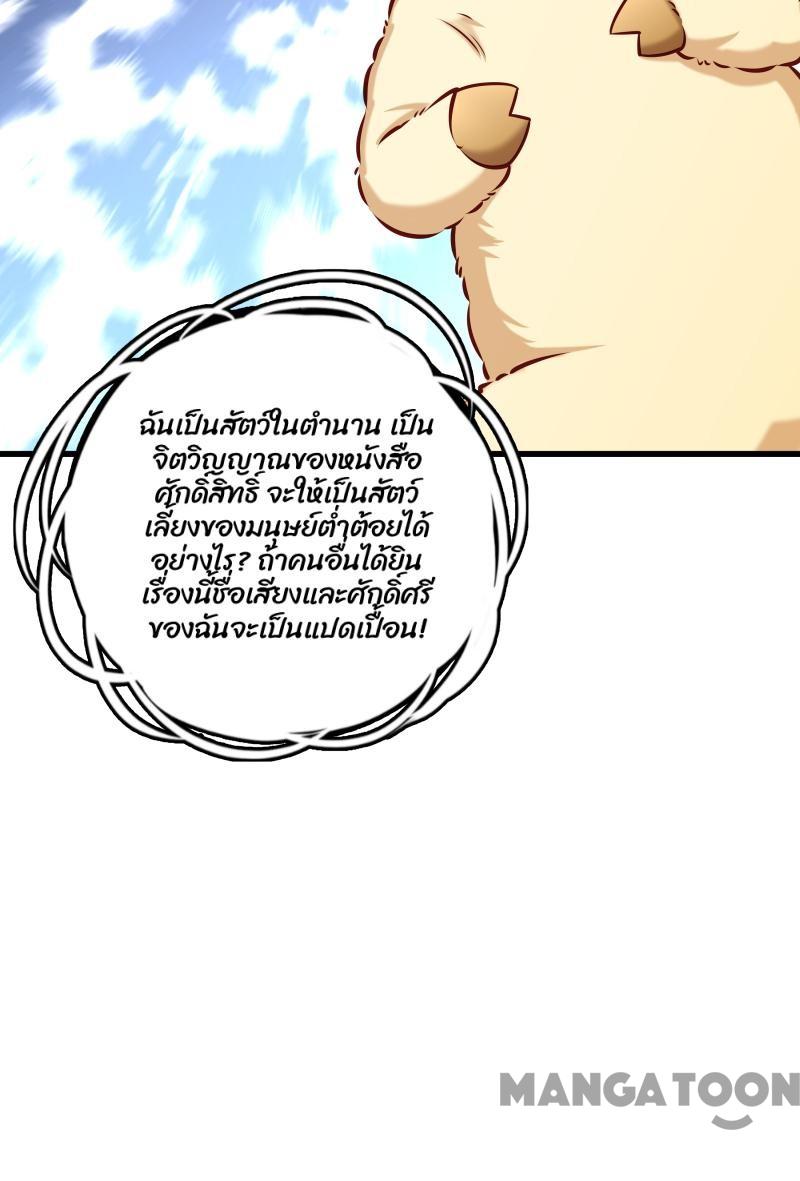 ฉันเป็นสัตว์ในตำนาน เป็น
จิตวิญญาณของหนังสือ
ศักดิ์สิทธิ์ จะให้เป็นสัตว์
เลี้ยงของมนุษย์ต่ำต้อยได้
อย่างไร? ถ้าคนอื่นได้ยิน
เรื่องนี้ชื่อเสียงและศักดิ์ศรี
ของฉันจะเป็นแปดเปื้อน!
MANGATOON